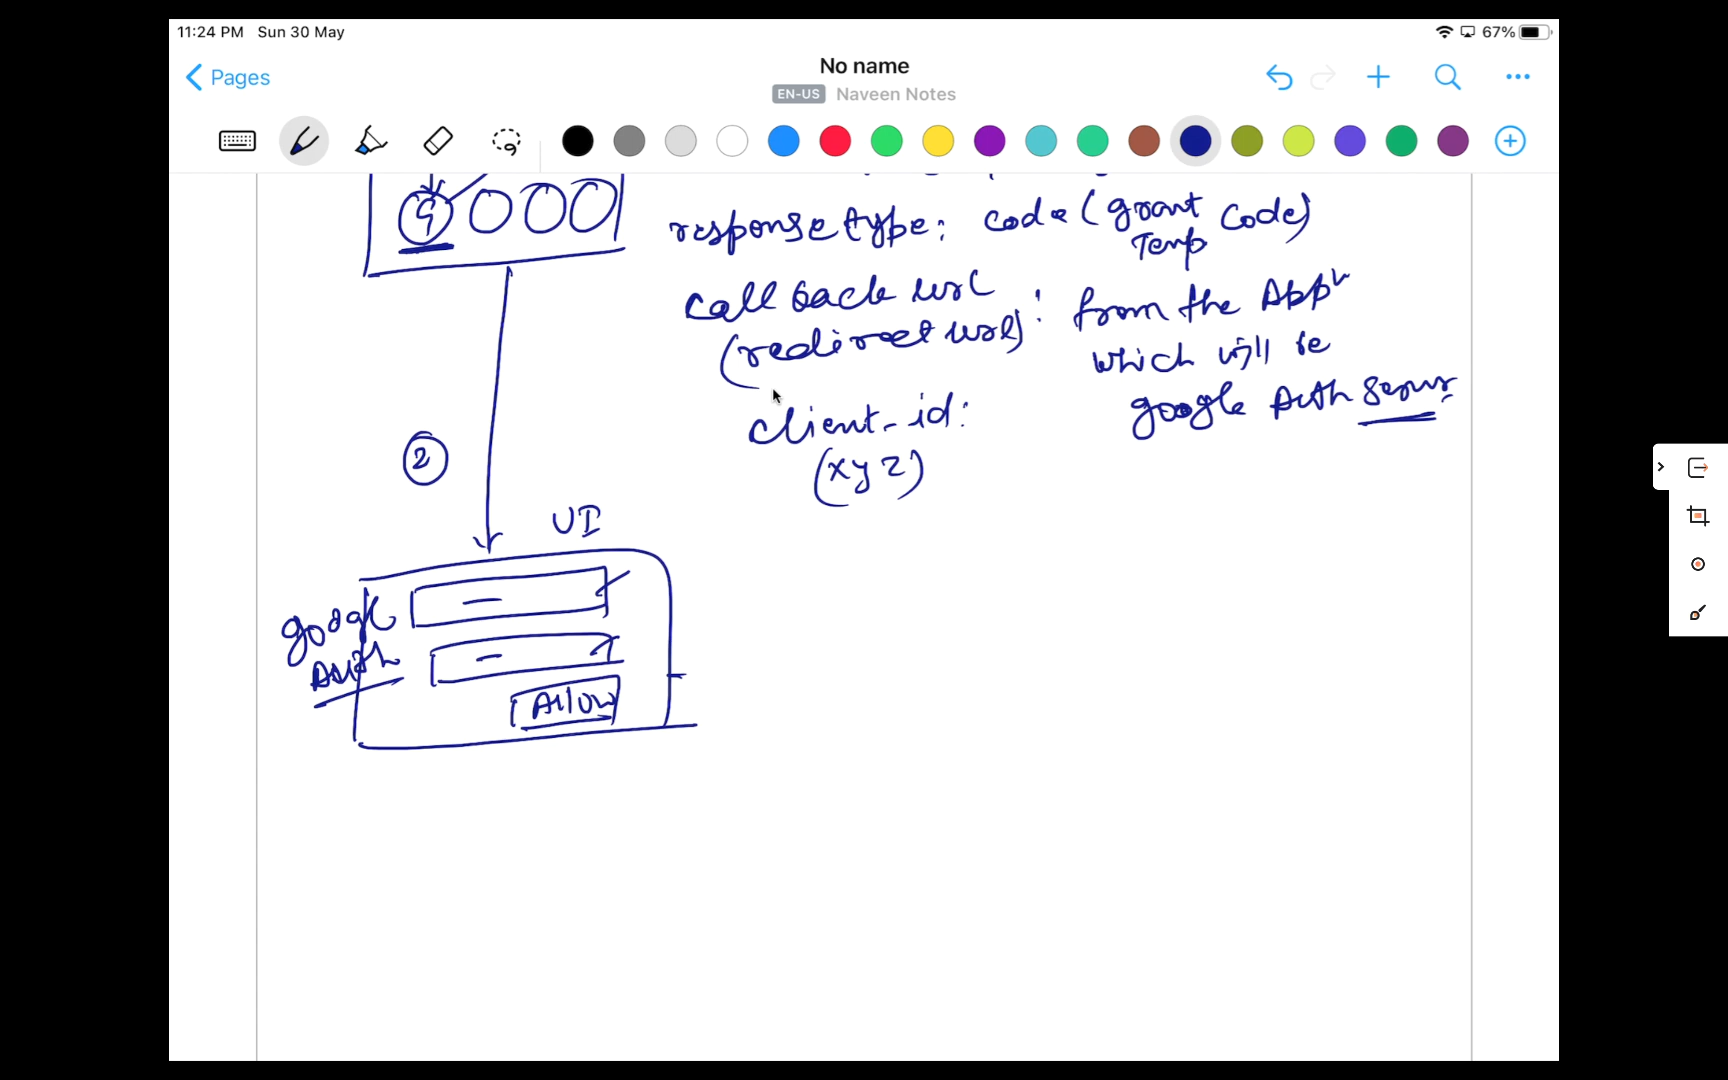 11:24 PM Sun 30 May
67%
Pages
No name
EN-US Naveen Notes
G
response type: code (grant Code)
Temp
call back url
(redirect url) : from the App
which will be
google Auth Server
client-id:
(xyz)
2
UI
google
Auth
Allow